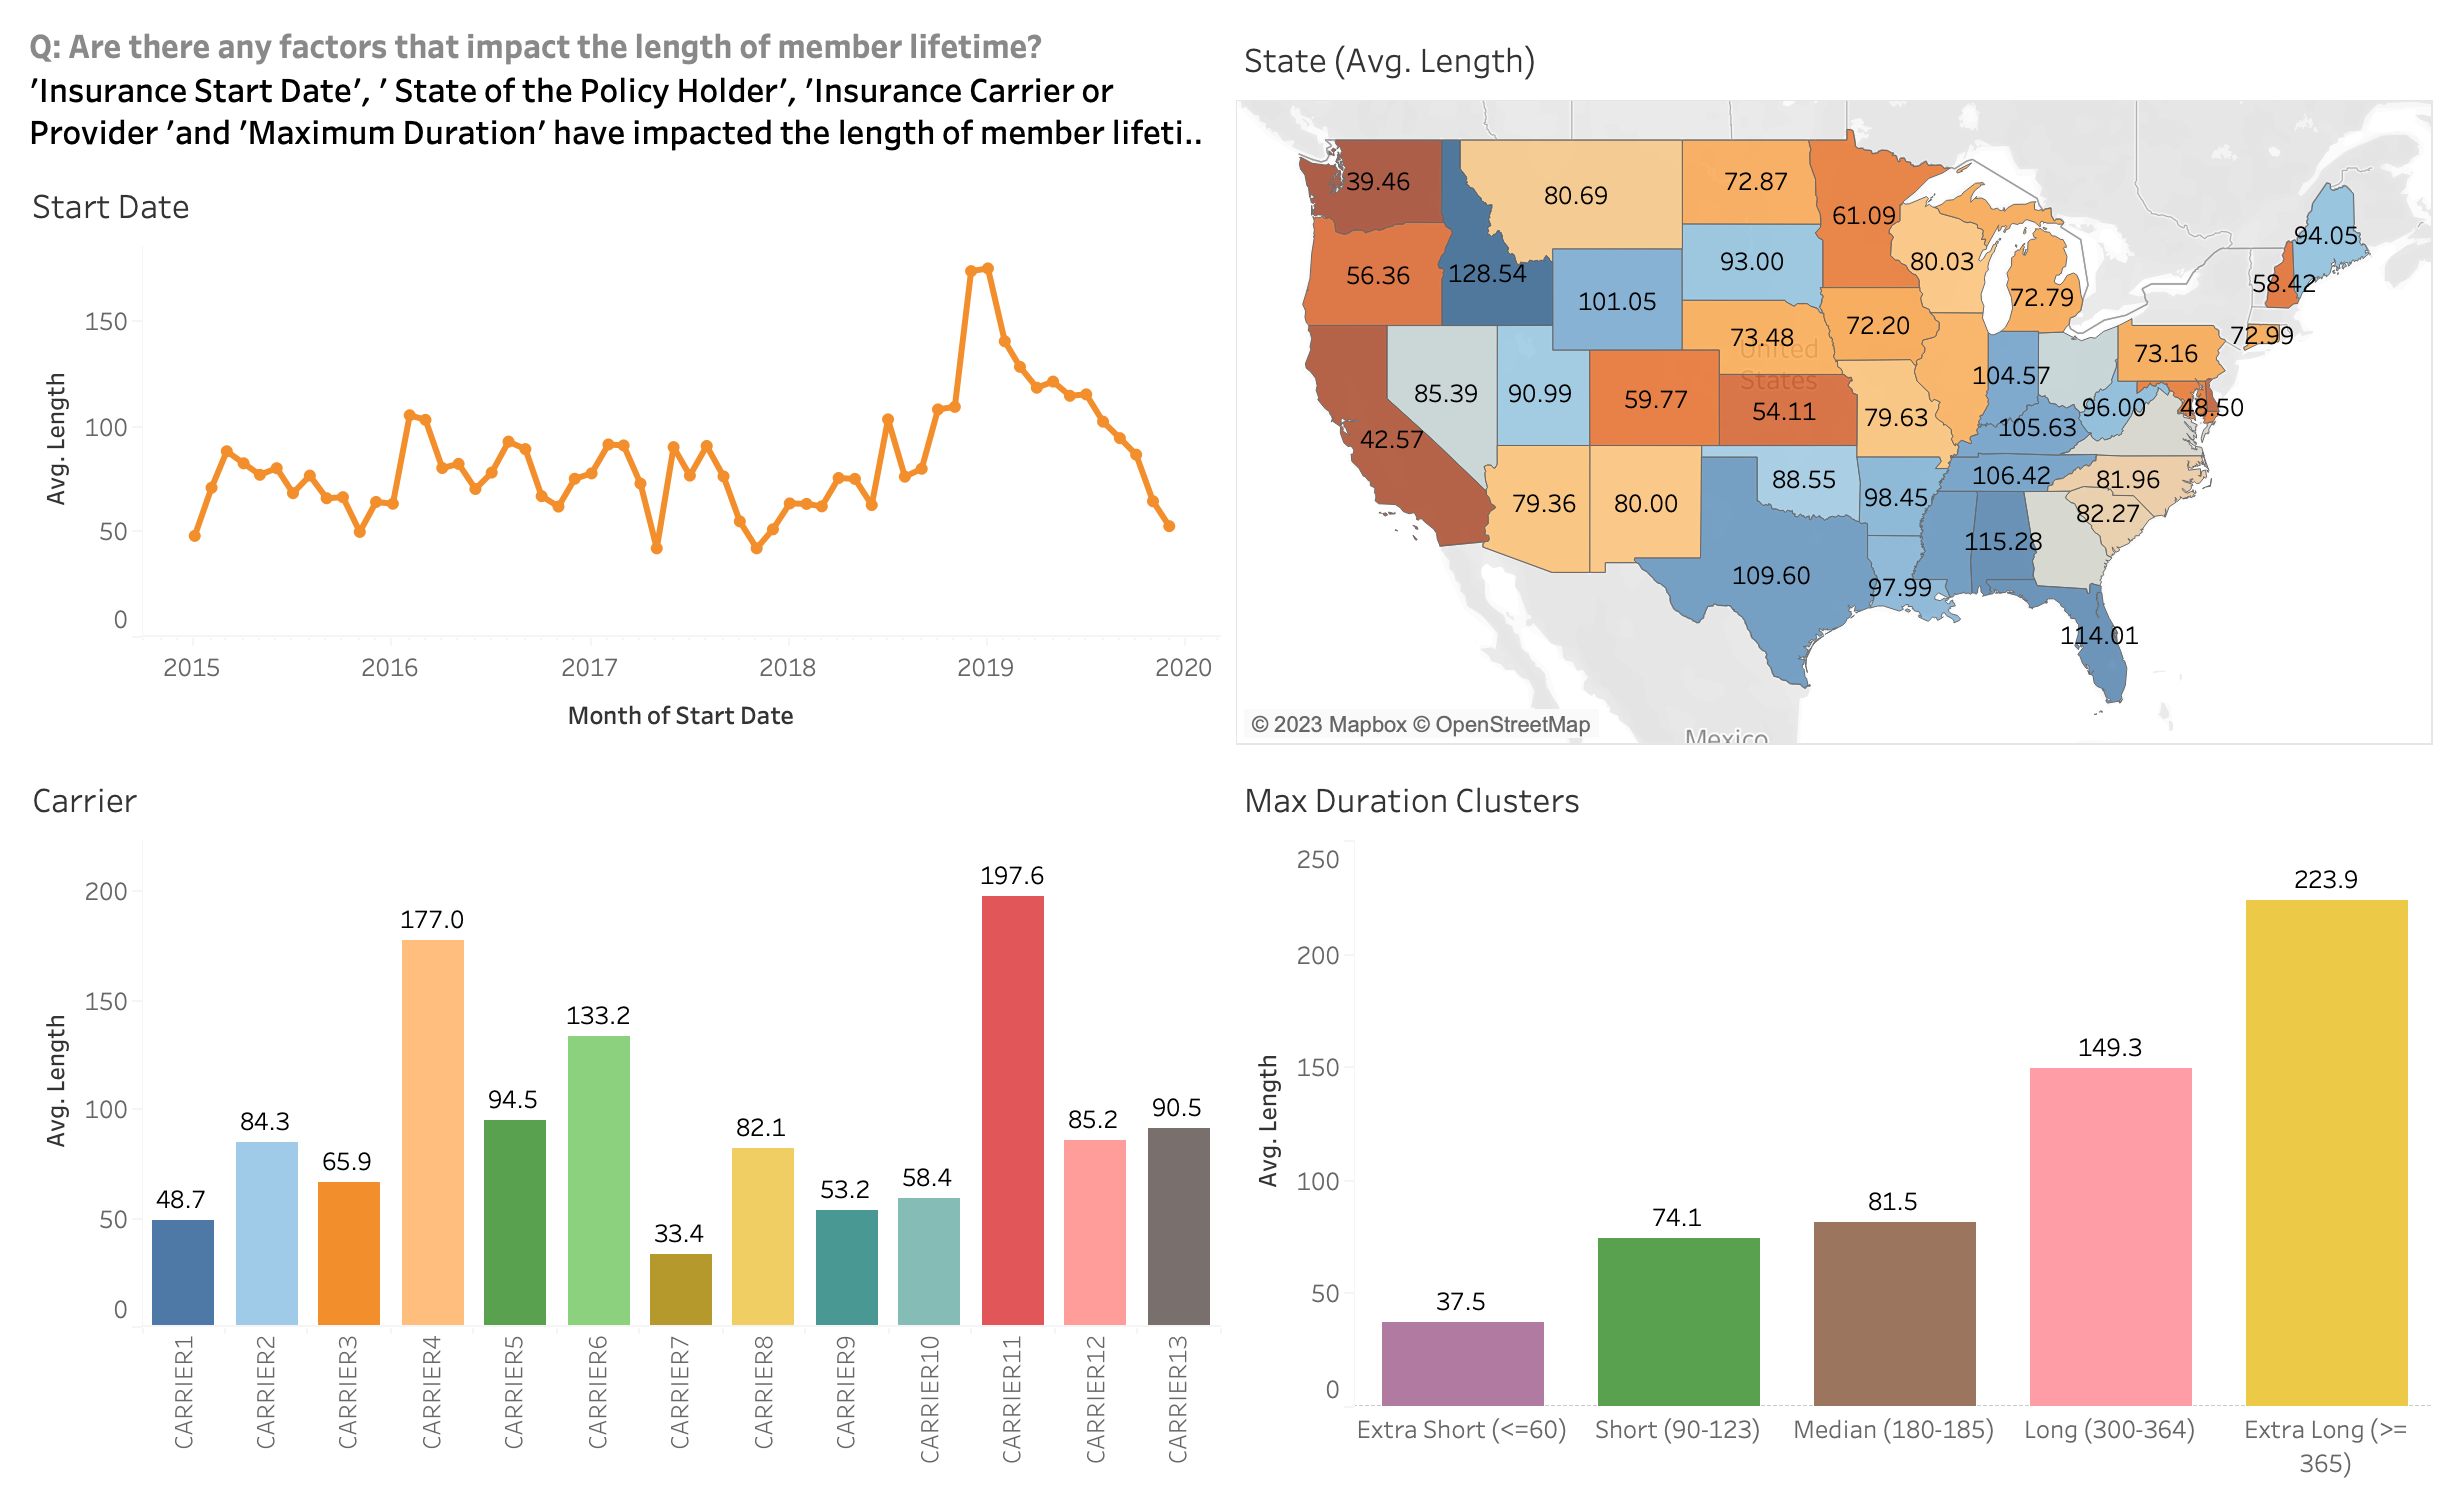 Q: Are there any factors that impact the length of member lifetime?
'Insurance Start Date', ' State of the Policy Holder', 'Insurance Carrier or
Provider 'and 'Maximum Duration' have impacted the length of member lifeti..
Start Date
Avg. Length
150
100
50
0
2015 2016 2017 2018 2019 2020
Month of Start Date
State (Avg. Length)
39.46 80.69 72.87 61.09 94.05
56.36 128.54 101.05 93.00 80.03 72.79 58.42
73.48 72.20 73.16 72.99
United
States
42.57 85.39 90.99 59.77 54.11 79.63 104.57 96.00 48.50
105.63
79.36 80.00 88.55 98.45 106.42 81.96
82.27
109.60 97.99 115.28
114.01
© 2023 Mapbox © OpenStreetMap
Mexico
Carrier
Avg. Length
200
150
100
50
0
48.7 84.3 65.9 177.0 94.5 133.2 33.4 82.1 53.2 58.4 197.6 85.2 90.5
CARRIER1 CARRIER2 CARRIER3 CARRIER4 CARRIER5 CARRIER6 CARRIER7 CARRIER8 CARRIER9 CARRIER10 CARRIER11 CARRIER12 CARRIER13
Max Duration Clusters
Avg. Length
250
200
150
100
50
0
37.5 74.1 81.5 149.3 223.9
Extra Short (<=60) Short (90-123) Median (180-185) Long (300-364) Extra Long (>=
365)